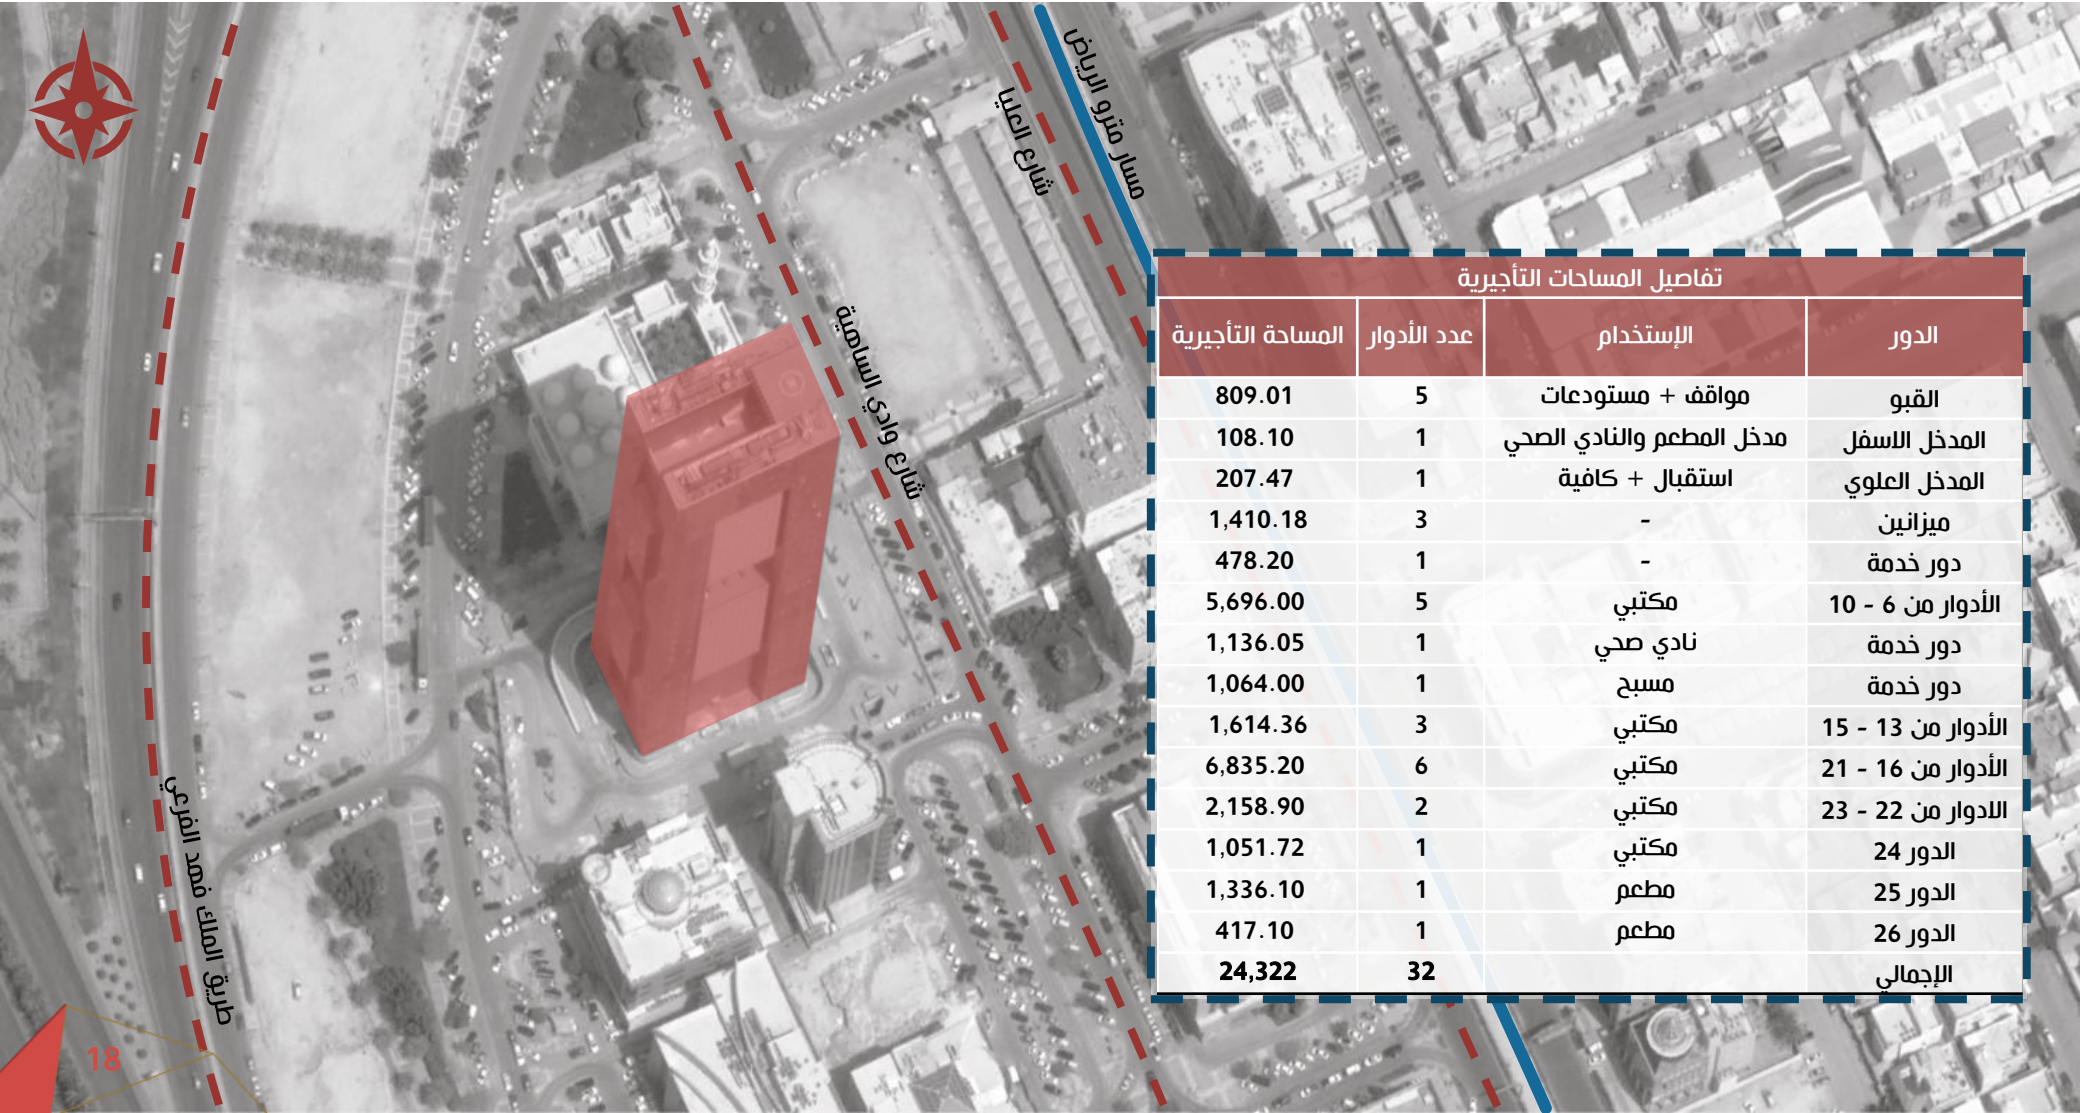 مسار مترو الرياض
شارع العليا
شارع وادي الساهية
طريق الملك فهد الفرعي
تفاصيل المساحات التأجيرية
الدور الإستخدام عدد الأدوار المساحة التأجيرية
القبو مواقف + مستودعات 5 809.01
المدخل الاسفل مدخل المطعم والنادي الصحي 1 108.10
المدخل العلوي استقبال + كافية 1 207.47
ميزانين - 3 1,410.18
دور خدمة - 1 478.20
الأدوار من 6 - 10 مكتبي 5 5,696.00
دور خدمة نادي صحي 1 1,136.05
دور خدمة مسبح 1 1,064.00
الأدوار من 13 - 15 مكتبي 3 1,614.36
الأدوار من 16 - 21 مكتبي 6 6,835.20
الادوار من 22 - 23 مكتبي 2 2,158.90
الدور 24 مكتبي 1 1,051.72
الدور 25 مطعم 1 1,336.10
الدور 26 مطعم 1 417.10
الإجمالي 32 24,322
18